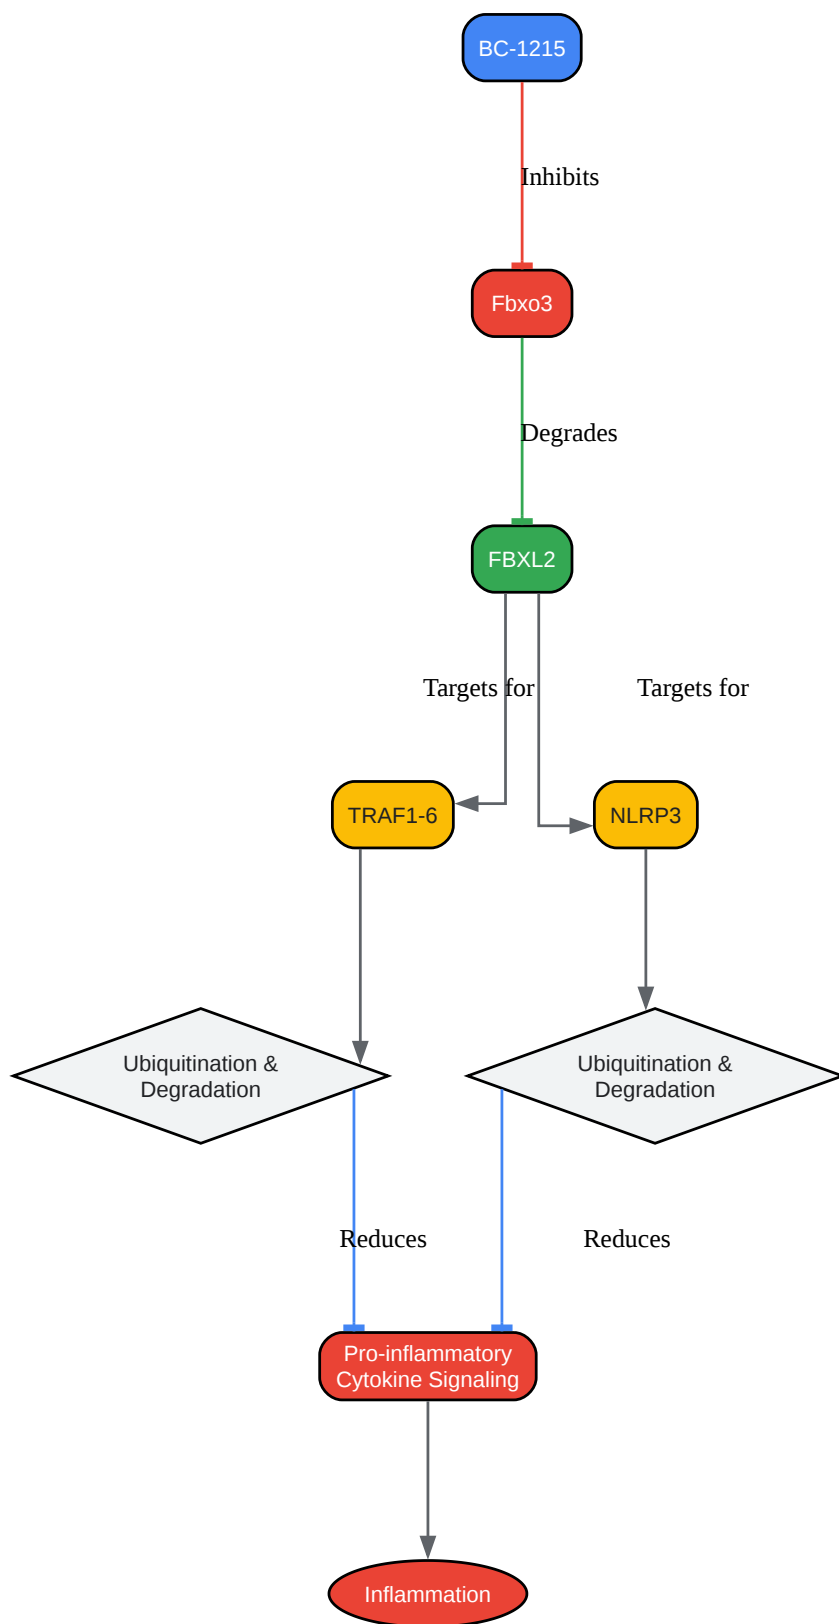 BC-1215
Inhibits
Fbxo3
Degrades
FBXL2
Targets for
Targets for
TRAF1-6
NLRP3
Ubiquitination &
Degradation
Ubiquitination &
Degradation
Reduces
Reduces
Pro-inflammatory
Cytokine Signaling
Inflammation